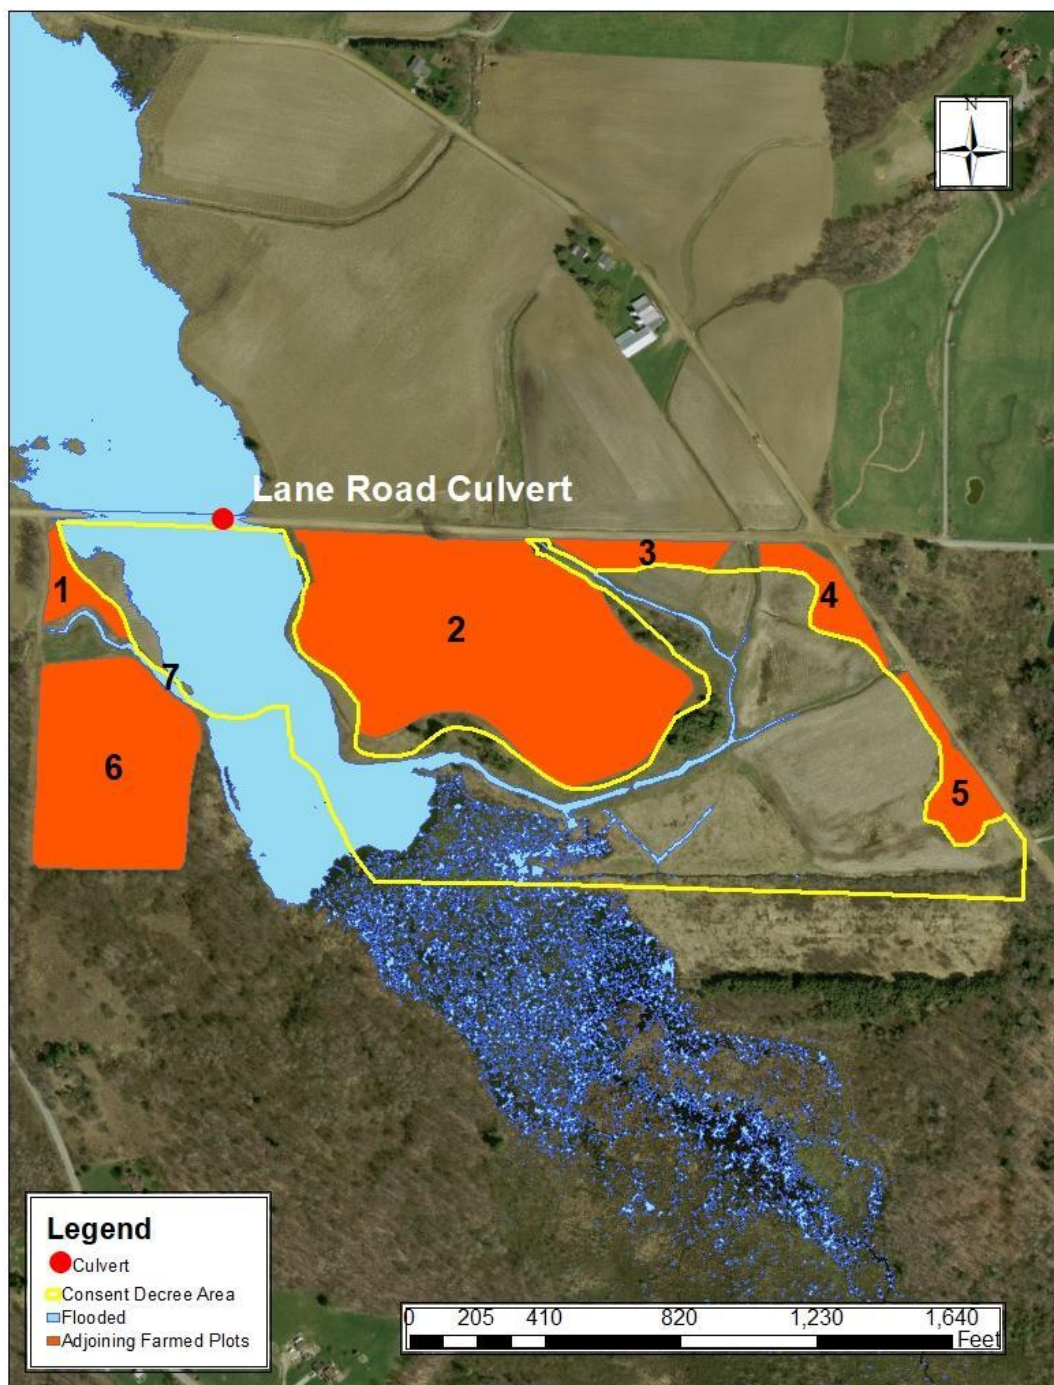 N
Lane Road Culvert
1
2
3
4
5
6
7
Legend
Culvert
Consent Decree Area
Flooded
Adjoining Farmed Plots
0 205 410 820 1,230 1,640
Feet